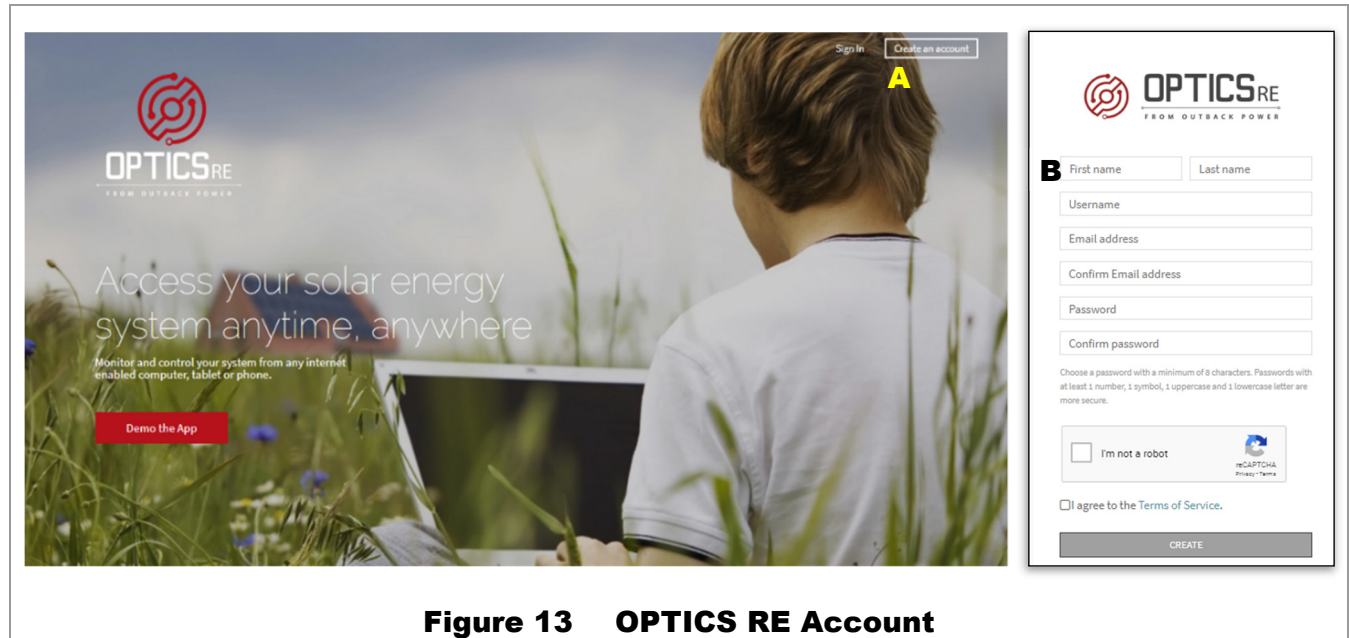 Sign In
Create an account
A
OPTICS RE
FROM OUTBACK POWER
Access your solar energy
system anytime, anywhere
Monitor and control your system from any internet
enabled computer, tablet or phone.
Demo the App
OPTICS RE
FROM OUTBACK POWER
B
First name
Last name
Username
Email address
Confirm Email address
Password
Confirm password
Choose a password with a minimum of 8 characters. Passwords with
at least 1 number, 1 symbol, 1 uppercase and 1 lowercase letter are
more secure.
I'm not a robot
reCAPTCHA
Privacy - Terms
I agree to the Terms of Service.
CREATE
Figure 13 OPTICS RE Account